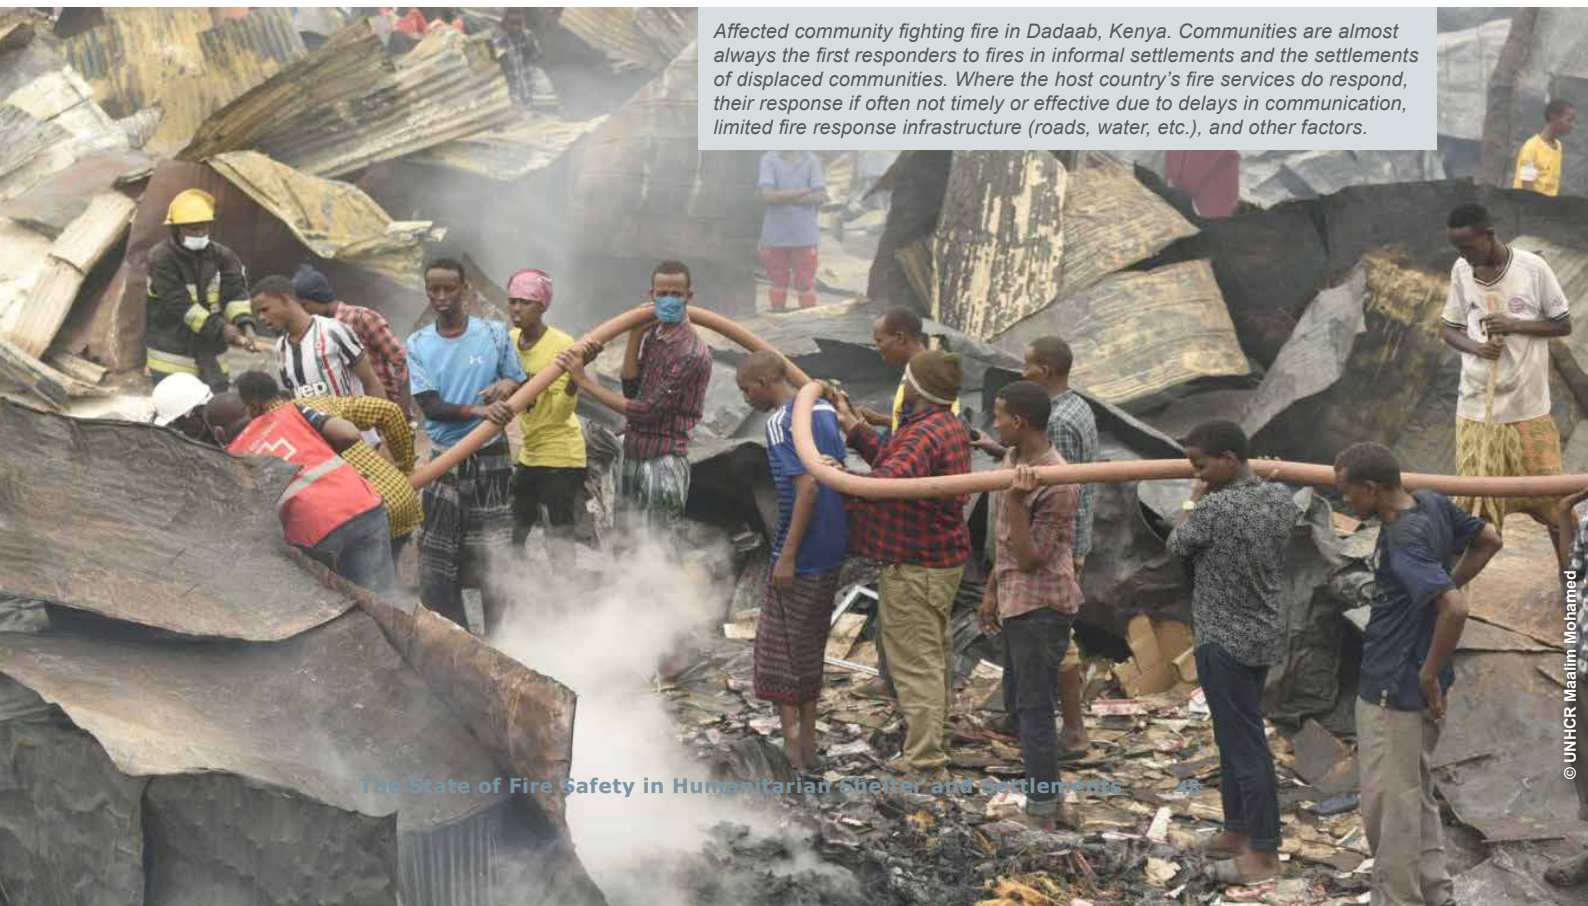 Affected community fighting fire in Dadaab, Kenya. Communities are almost
always the first responders to fires in informal settlements and the settlements
of displaced communities. Where the host country's fire services do respond,
their response if often not timely or effective due to delays in communication,
limited fire response infrastructure (roads, water, etc.), and other factors.
eep
© UNHCR Maalim Mohamed
The State of Fire Safety in Humanitarian Shelter and Settlements